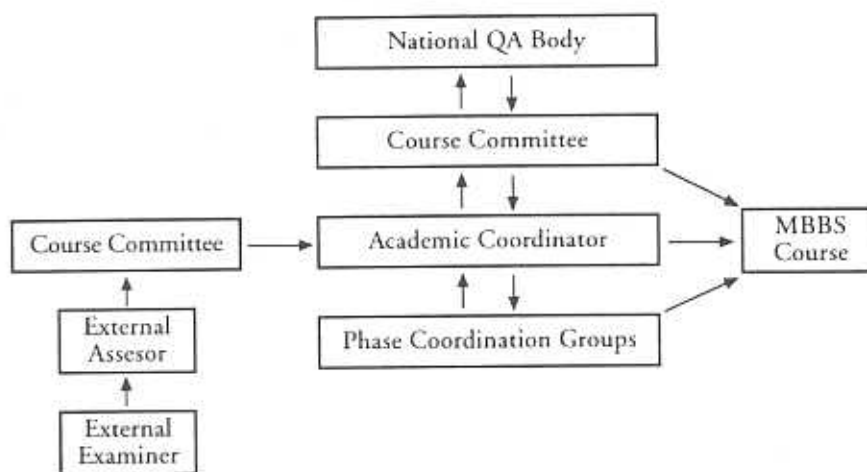 National QA Body
Course Committee
Course Committee
Academic Coordinator
MBBS
Course
External
Assesor
Phase Coordination Groups
External
Examiner